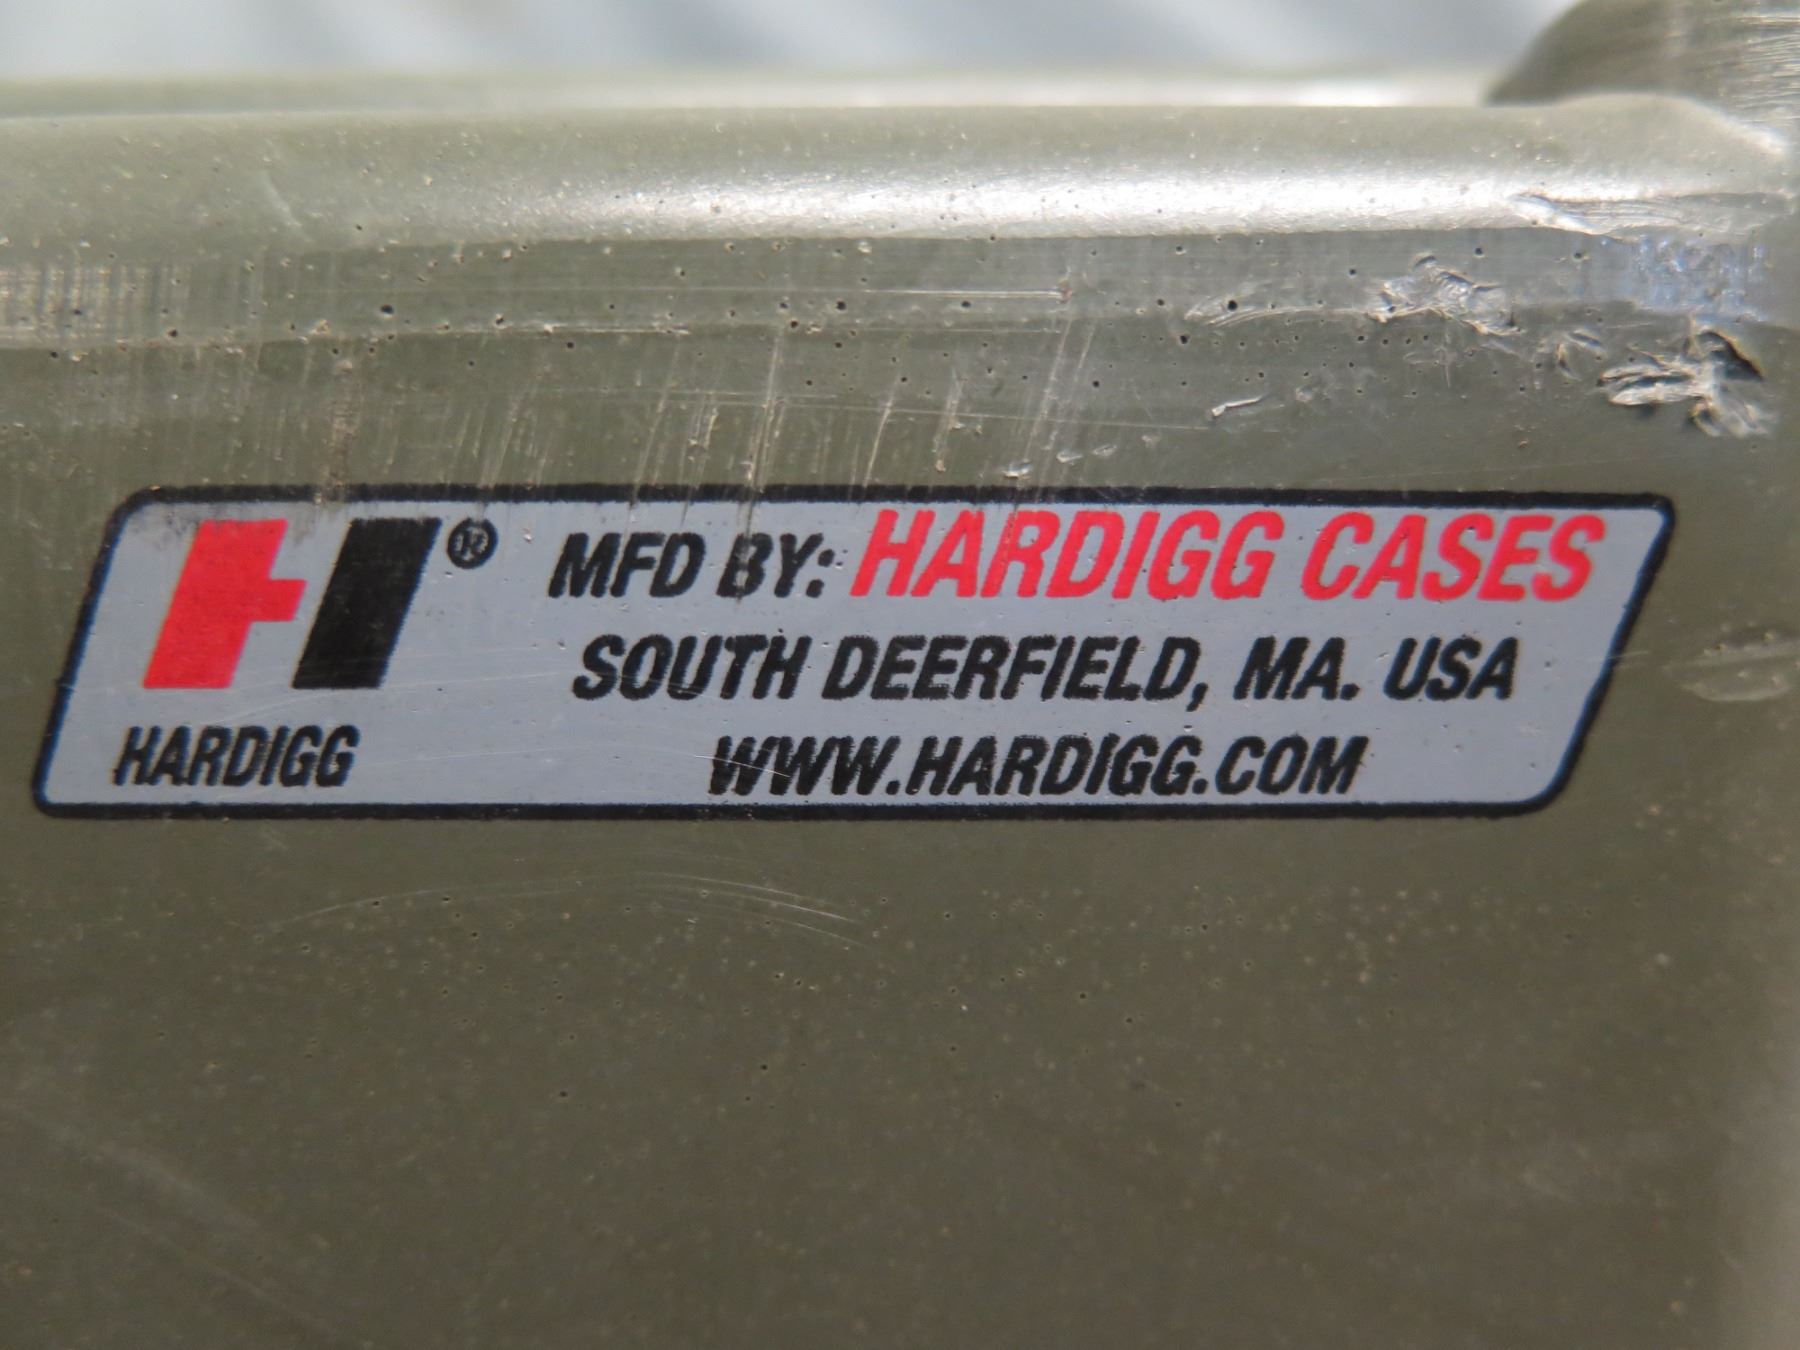 H® MFD BY: HARDIGG CASES
SOUTH DEERFIELD, MA. USA
HARDIGG WWW.HARDIGG.COM